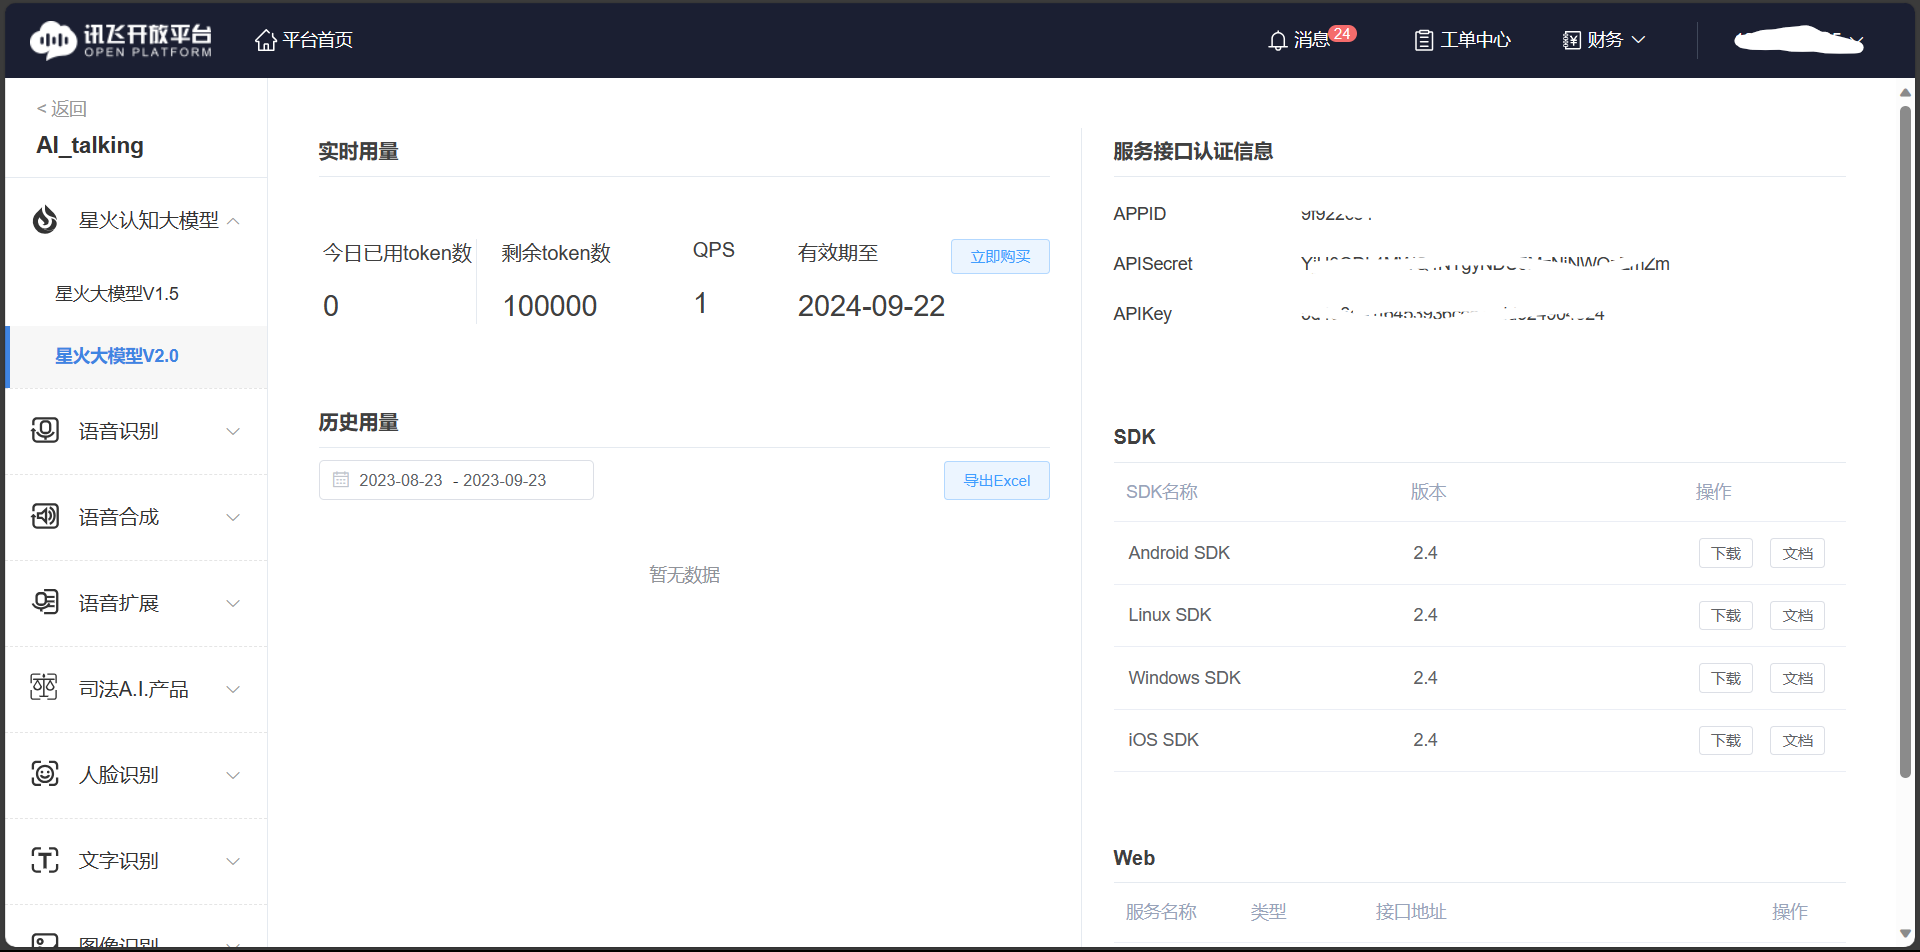 讯飞开放平台
OPEN PLATFORM
平台首页
消息 24
工单中心
财务
< 返回
AI_talking
星火认知大模型
星火大模型V1.5
星火大模型V2.0
语音识别
语音合成
语音扩展
司法A.I.产品
人脸识别
文字识别
图像识别
实时用量
今日已用token数 剩余token数 QPS 有效期至 立即购买
0 100000 1 2024-09-22
历史用量
2023-08-23 - 2023-09-23 导出Excel
暂无数据
服务接口认证信息
APPID
APISecret
APIKey
SDK
SDK名称 版本 操作
Android SDK 2.4 下载 文档
Linux SDK 2.4 下载 文档
Windows SDK 2.4 下载 文档
iOS SDK 2.4 下载 文档
Web
服务名称 类型 接口地址 操作